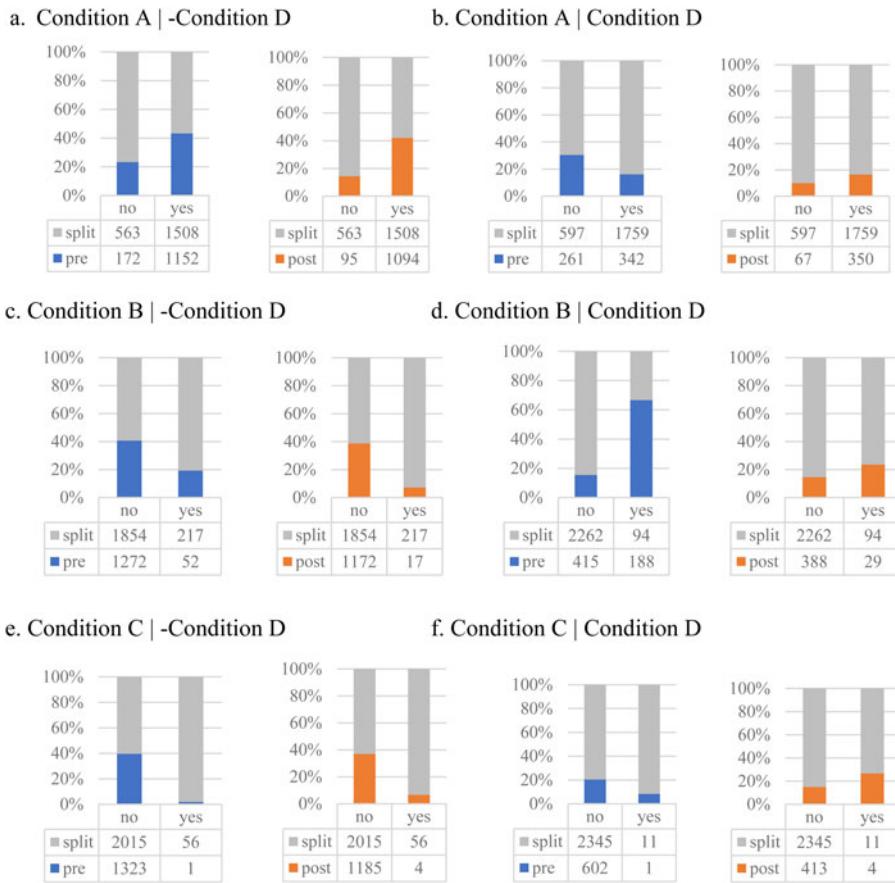 a. Condition A | -Condition D
b. Condition A | Condition D
100% 100% 100% 100%
80% 80% 80% 80%
60% 60% 60% 60%
40% 40% 40% 40%
20% 20% 20% 20%
0% 0% 0% 0%
no yes no yes no yes no yes
split 563 1508 split 563 1508 split 597 1759 split 597 1759
pre 172 1152 post 95 1094 pre 261 342 post 67 350
c. Condition B | -Condition D
d. Condition B | Condition D
100% 100% 100% 100%
80% 80% 80% 80%
60% 60% 60% 60%
40% 40% 40% 40%
20% 20% 20% 20%
0% 0% 0% 0%
no yes no yes no yes no yes
split 1854 217 split 1854 217 split 2262 94 split 2262 94
pre 1272 52 post 1172 17 pre 415 188 post 388 29
e. Condition C | -Condition D
f. Condition C | Condition D
100% 100% 100% 100%
80% 80% 80% 80%
60% 60% 60% 60%
40% 40% 40% 40%
20% 20% 20% 20%
0% 0% 0% 0%
no yes no yes no yes no yes
split 2015 56 split 2015 56 split 2345 11 split 2345 11
pre 1323 1 post 1185 4 pre 602 1 post 413 4